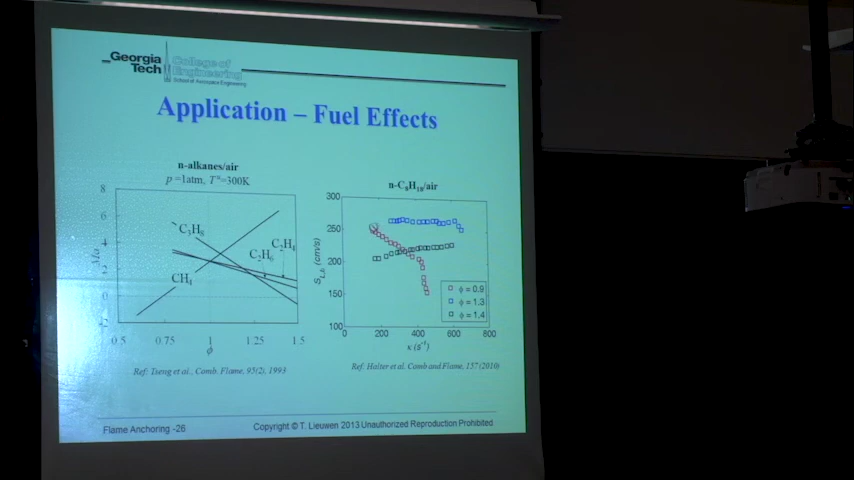 Georgia Tech
College of Engineering
School of Aerospace Engineering
Application – Fuel Effects
n-alkanes/air
p =1atm, Tᵘ=300K
8
6
4
2
0
-2
Ma
C₃H₈
C₂H₄
C₂H₆
CH₄
0.5 0.75 1 1.25 1.5
ϕ
Ref: Tseng et al., Comb. Flame, 95(2), 1993
n-C₈H₁₈/air
300
250
200
150
100
S_L,b (cm/s)
ϕ = 0.9
ϕ = 1.3
ϕ = 1.4
0 200 400 600 800
κ (s⁻¹)
Ref. Halter et al. Comb and Flame, 157 (2010)
Flame Anchoring -26
Copyright © T. Lieuwen 2013 Unauthorized Reproduction Prohibited